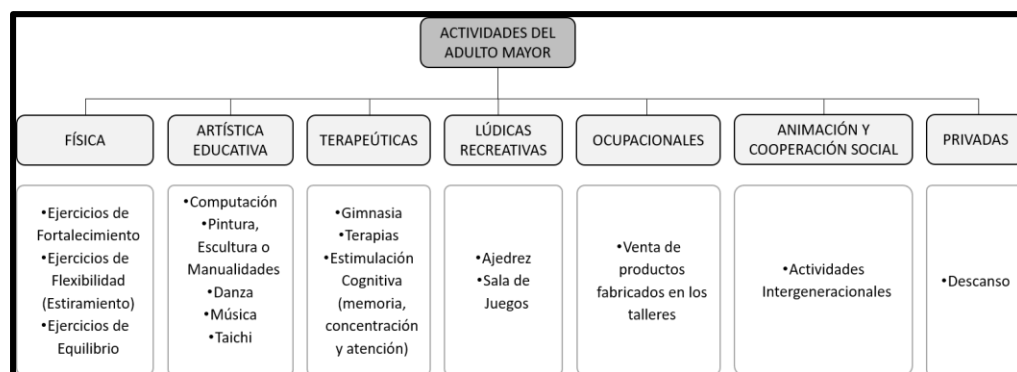 ACTIVIDADES DEL
ADULTO MAYOR
FÍSICA
ARTÍSTICA
EDUCATIVA
TERAPEÚTICAS
LÚDICAS
RECREATIVAS
OCUPACIONALES
ANIMACIÓN Y
COOPERACIÓN SOCIAL
PRIVADAS
•Ejercicios de
Fortalecimiento
•Ejercicios de
Flexibilidad
(Estiramiento)
•Ejercicios de
Equilibrio
•Computación
•Pintura,
Escultura o
Manualidades
•Danza
•Música
•Taichi
•Gimnasia
•Terapias
•Estimulación
Cognitiva
(memoria,
concentración
y atención)
•Ajedrez
•Sala de
Juegos
•Venta de
productos
fabricados en los
talleres
•Actividades
Intergeneracionales
•Descanso